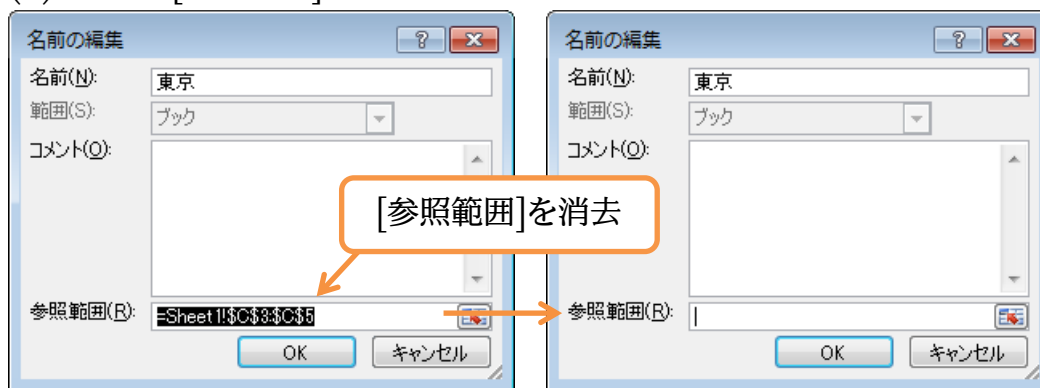 名前の編集
名前(N):
東京
範囲(S):
ブック
コメント(O):
参照範囲(R):
=Sheet1!$C$3:$C$5
OK
キャンセル
[参照範囲]を消去
名前の編集
名前(N):
東京
範囲(S):
ブック
コメント(O):
参照範囲(R):
OK
キャンセル